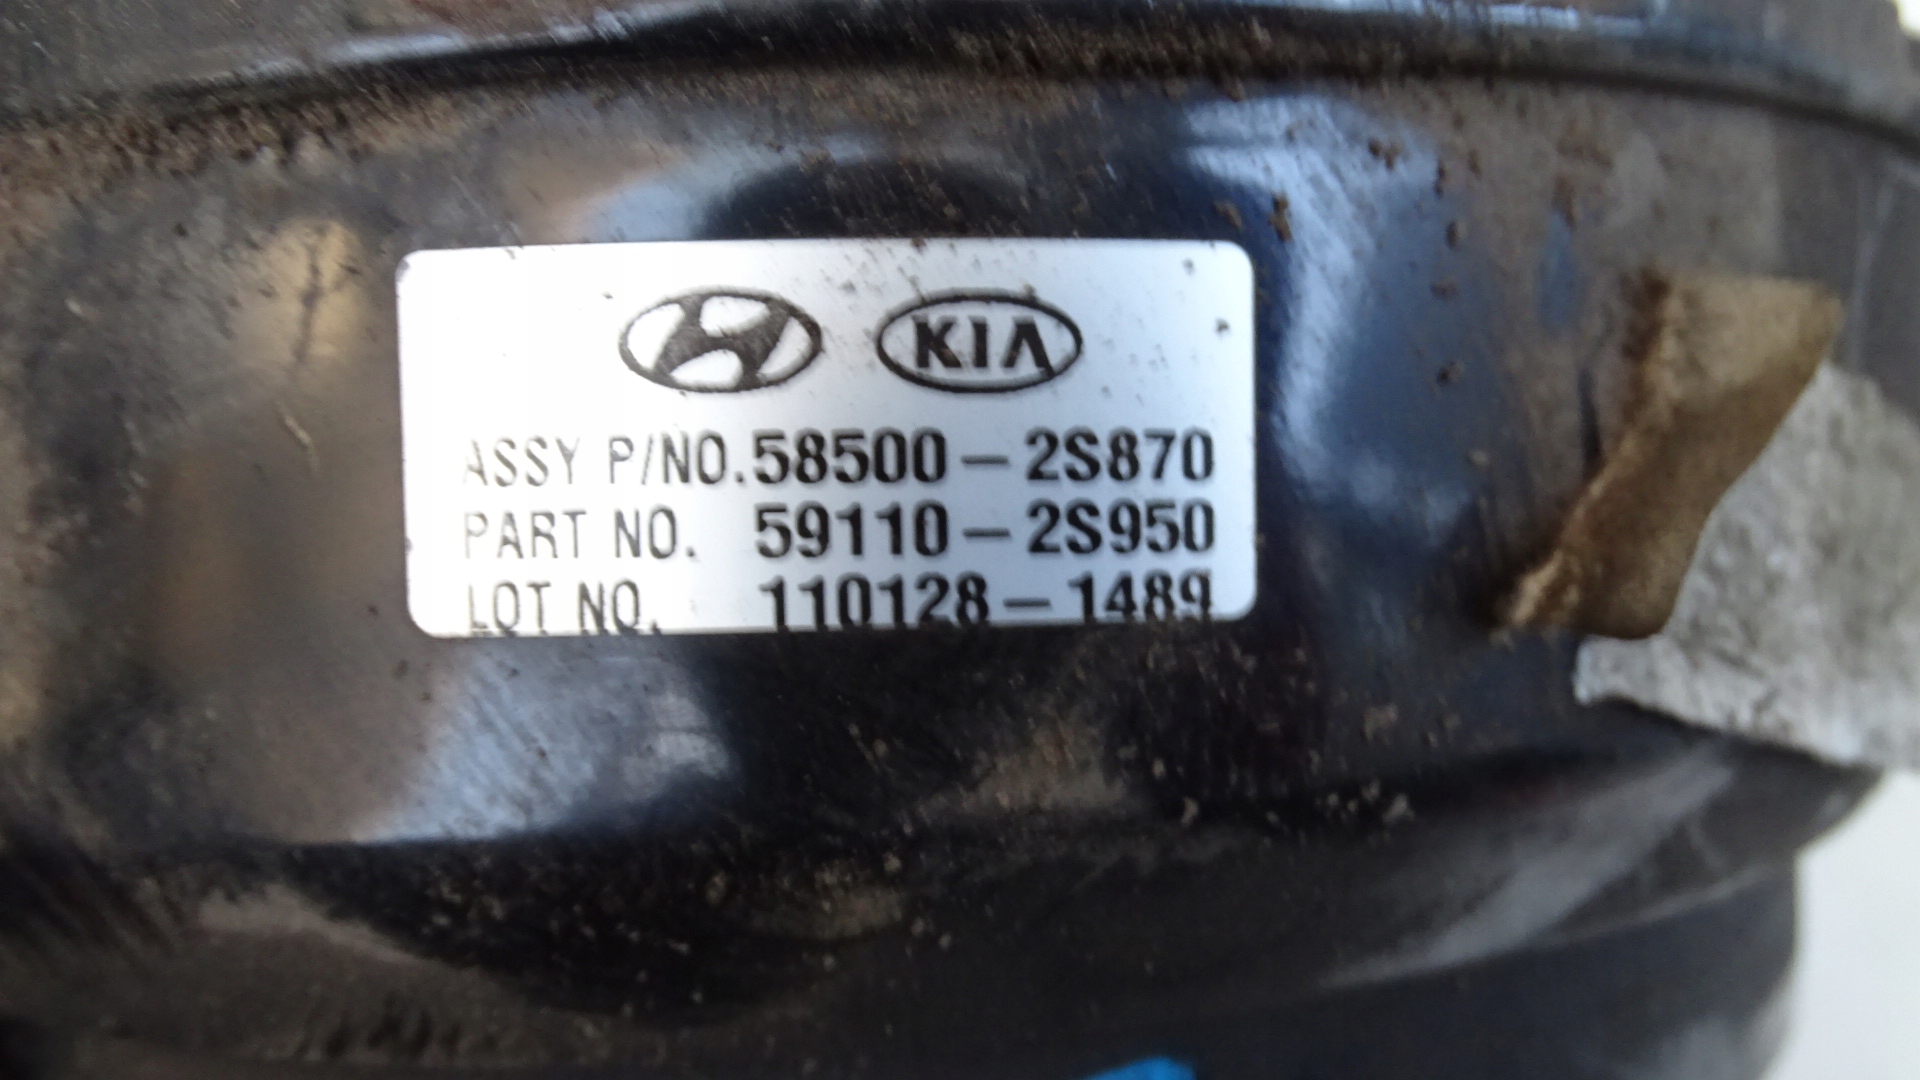 KIA
ASSY P/NO. 58500-2S870
PART NO. 59110-2S950
LOT NO. 110128-1489